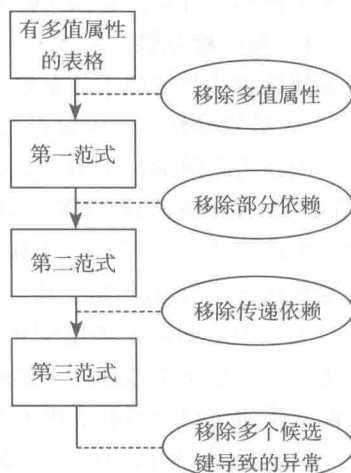 有多值属性
的表格
移除多值属性
第一范式
移除部分依赖
第二范式
移除传递依赖
第三范式
移除多个候选
键导致的异常